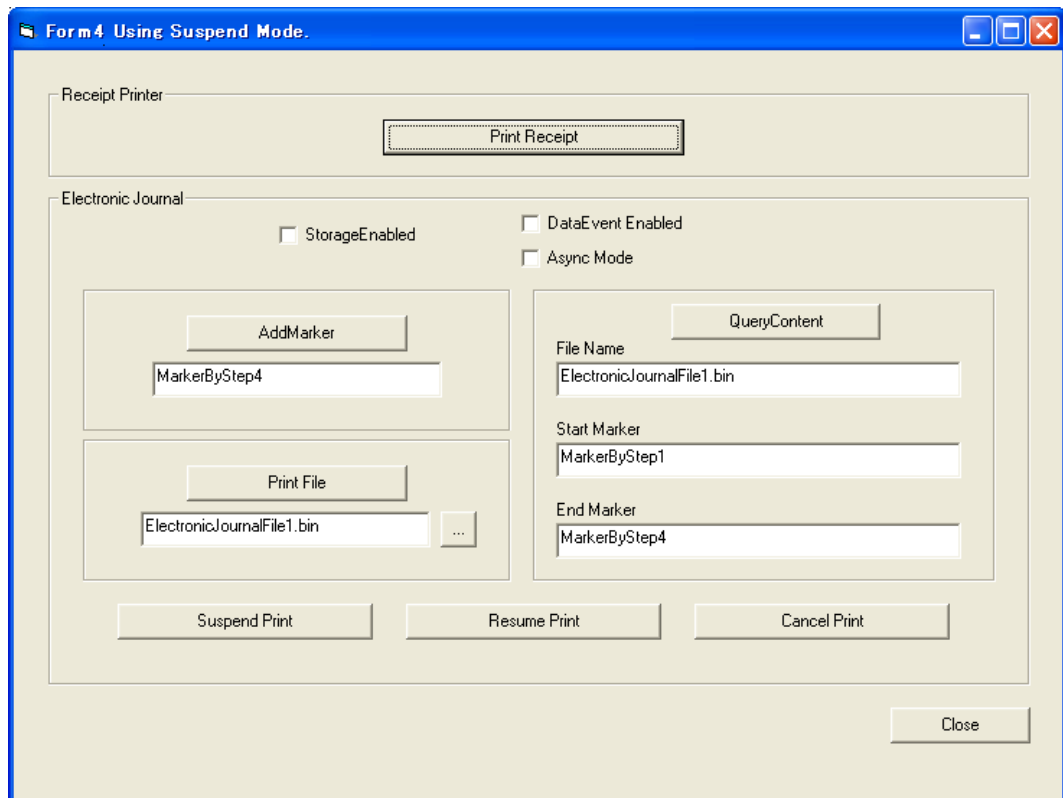 Form4 Using Suspend Mode.
Receipt Printer
Print Receipt
Electronic Journal
StorageEnabled
DataEvent Enabled
Async Mode
AddMarker
MarkerByStep4
Print File
ElectronicJournalFile1.bin
...
QueryContent
File Name
ElectronicJournalFile1.bin
Start Marker
MarkerByStep1
End Marker
MarkerByStep4
Suspend Print
Resume Print
Cancel Print
Close